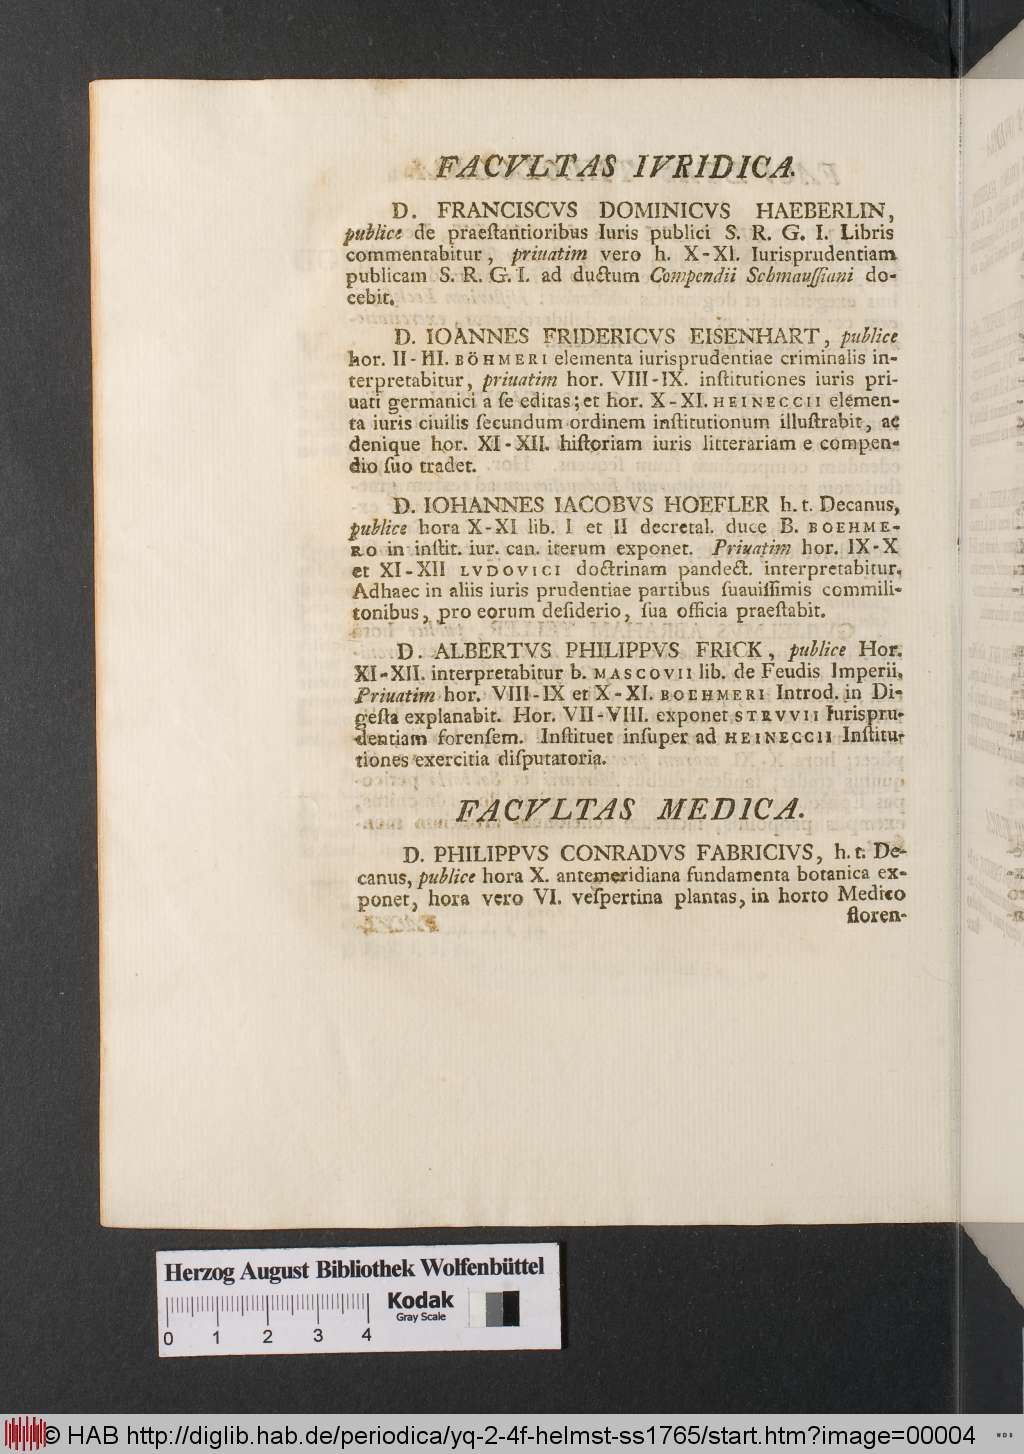 FACVLTAS IVRIDICA.
D. FRANCISCVS DOMINICVS HAEBERLIN,
publice de praeſtantioribus Iuris publici S. R. G. I. Libris
commentabitur, priuatim vero h. X-XI. Iurisprudentiam
publicam S. R. G. I. ad ductum Compendii Schmauſſiani do-
cebit.
D. IOANNES FRIDERICVS EISENHART, publice
hor. II-III. BÖHMERI elementa iurisprudentiae criminalis in-
terpretabitur, priuatim hor. VIII-IX. inſtitutiones iuris pri-
uati germanici a ſe editas; et hor. X-XI. HEINECCII elemen-
ta iuris ciuilis ſecundum ordinem inſtitutionum illuſtrabit, ac
denique hor. XI-XII. hiſtoriam iuris litterariam e compen-
dio ſuo tradet.
D. IOHANNES IACOBVS HOEFLER h. t. Decanus,
publice hora X-XI lib. I et II decretal. duce B. BOEHME-
RO in inſtit. iur. can. iterum exponet. Priuatim hor. IX-X
et XI-XII LVDOVICI doctrinam pandect. interpretabitur.
Adhaec in aliis iuris prudentiae partibus ſuauiſſimis commili-
tonibus, pro eorum deſiderio, ſua officia praeſtabit.
D. ALBERTVS PHILIPPVS FRICK, publice Hor.
XI-XII. interpretabitur b. MASCOVII lib. de Feudis Imperii.
Priuatim hor. VIII-IX et X-XI. BOEHMERI Introd. in Di-
geſta explanabit. Hor. VII-VIII. exponet STRVVII Iurispru-
dentiam forenſem. Inſtituet inſuper ad HEINECCII Inſtitu-
tiones exercitia diſputatoria.
FACVLTAS MEDICA.
D. PHILIPPVS CONRADVS FABRICIVS, h. t. De-
canus, publice hora X. antemeridiana fundamenta botanica ex-
ponet, hora vero VI. veſpertina plantas, in horto Medico
floren-
Herzog August Bibliothek Wolfenbüttel
Kodak
Gray Scale
0 1 2 3 4
© HAB http://diglib.hab.de/periodica/yq-2-4f-helmst-ss1765/start.htm?image=00004